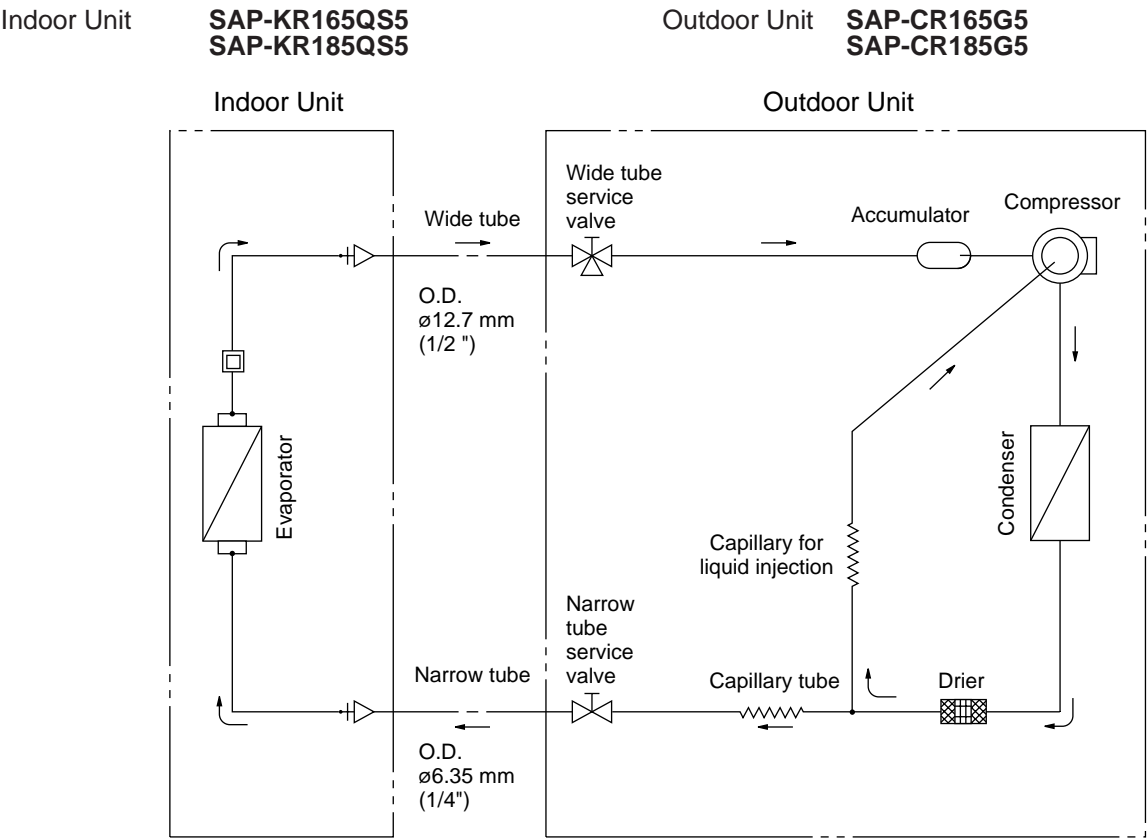 Indoor Unit SAP-KR165QS5
SAP-KR185QS5
Outdoor Unit SAP-CR165G5
SAP-CR185G5
Indoor Unit
Outdoor Unit
Wide tube
service
valve
Wide tube
Accumulator
Compressor
O.D.
ø12.7 mm
(1/2 ")
Evaporator
Condenser
Capillary for
liquid injection
Narrow
tube
service
valve
Narrow tube
Capillary tube
Drier
O.D.
ø6.35 mm
(1/4")